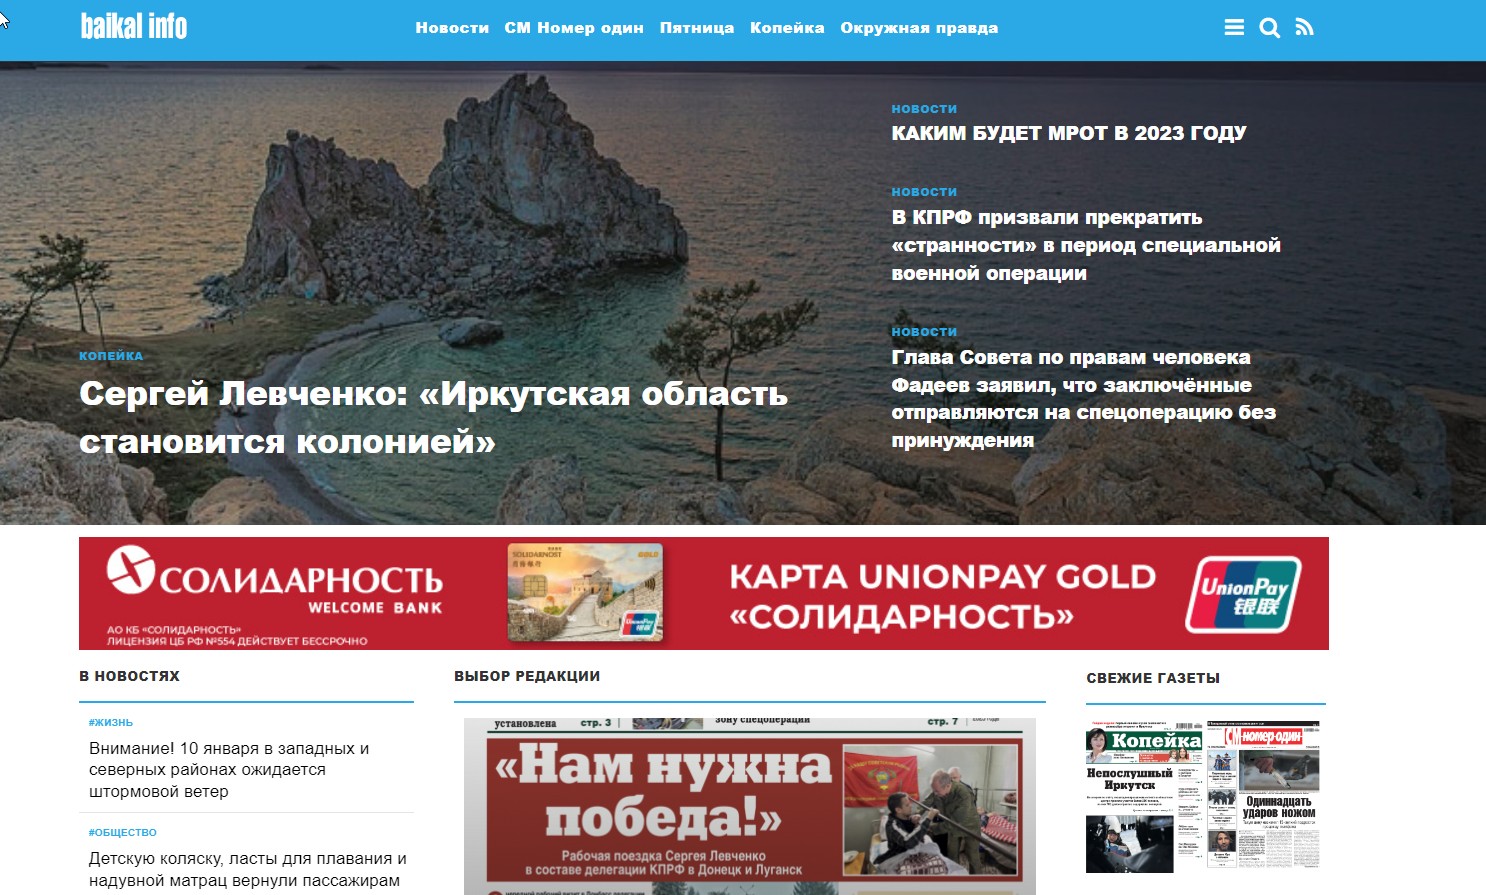 baikal info
Новости СМ Номер один Пятница Копейка Окружная правда
НОВОСТИ
КАКИМ БУДЕТ МРОТ В 2023 ГОДУ
НОВОСТИ
В КПРФ призвали прекратить
«странности» в период специальной
военной операции
НОВОСТИ
Глава Совета по правам человека
Фадеев заявил, что заключённые
отправляются на спецоперацию без
принуждения
КОПЕЙКА
Сергей Левченко: «Иркутская область
становится колонией»
СОЛИДАРНОСТЬ
WELCOME BANK
АО КБ «СОЛИДАРНОСТЬ»
ЛИЦЕНЗИЯ ЦБ РФ №554 ДЕЙСТВУЕТ БЕССРОЧНО
SOLIDARNOST
GOLD
UnionPay
银联
КАРТА UNIONPAY GOLD
«СОЛИДАРНОСТЬ»
UnionPay
银联
В НОВОСТЯХ
#ЖИЗНЬ
Внимание! 10 января в западных и
северных районах ожидается
штормовой ветер
#ОБЩЕСТВО
Детскую коляску, ласты для плавания и
надувной матрац вернули пассажирам
ВЫБОР РЕДАКЦИИ
установлена стр. 3 зону спецоперации стр. 7
«Нам нужна
победа!»
Рабочая поездка Сергея Левченко
в составе делегации КПРФ в Донецк и Луганск
СВЕЖИЕ ГАЗЕТЫ
Копейка
Непослушный
Иркутск
СМ номер один
Одиннадцать
ударов ножом